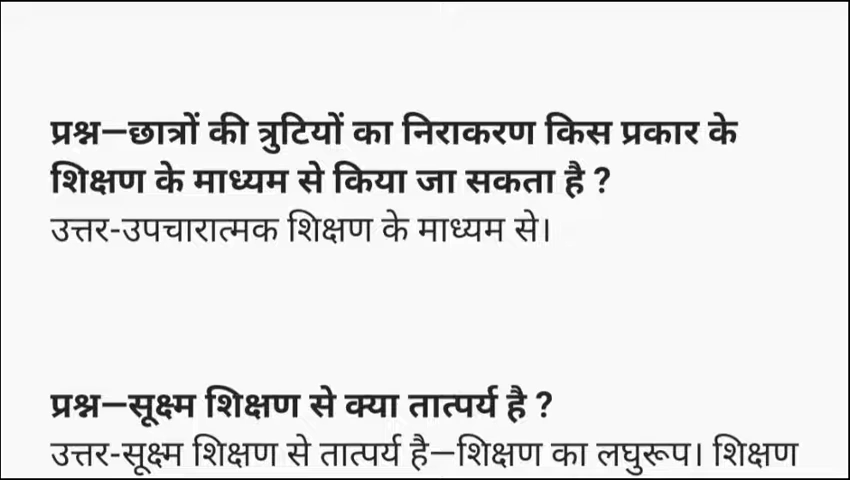 प्रश्न—छात्रों की त्रुटियों का निराकरण किस प्रकार के
शिक्षण के माध्यम से किया जा सकता है ?
उत्तर-उपचारात्मक शिक्षण के माध्यम से।
प्रश्न—सूक्ष्म शिक्षण से क्या तात्पर्य है ?
उत्तर-सूक्ष्म शिक्षण से तात्पर्य है—शिक्षण का लघुरूप। शिक्षण